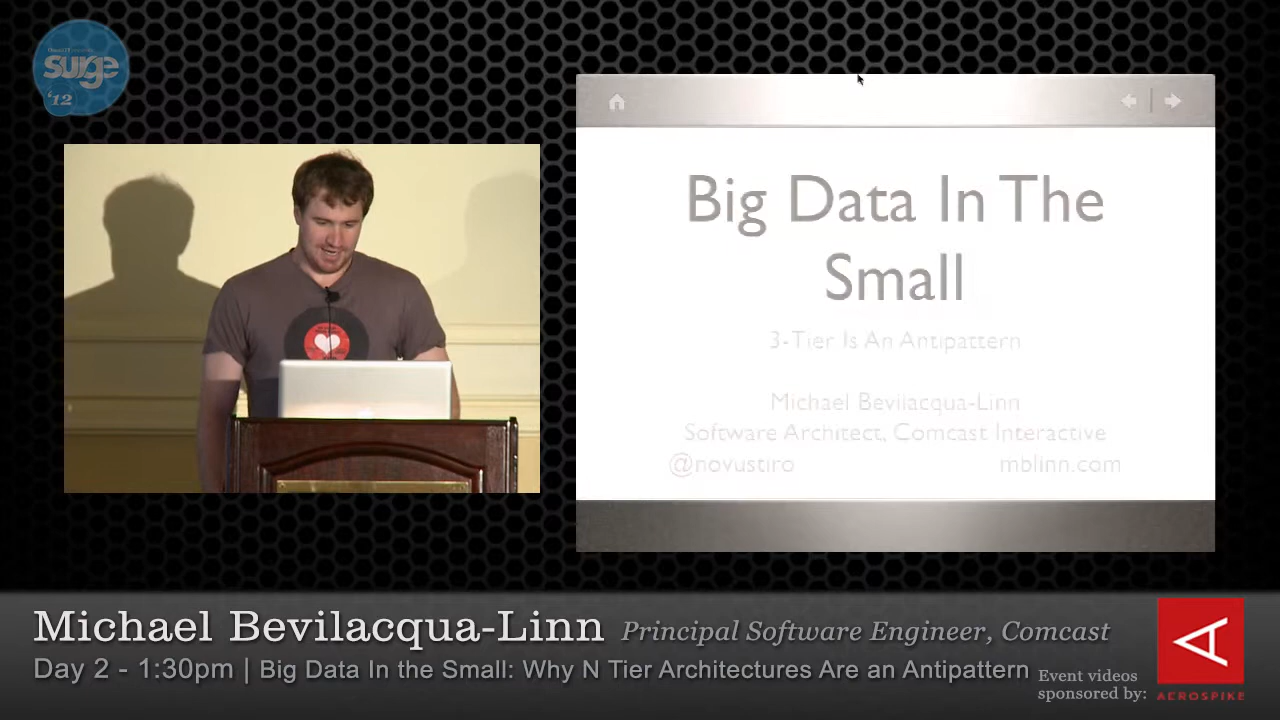 surge
'12
Big Data In The
Small
3-Tier Is An Antipattern
Michael Bevilacqua-Linn
Software Architect, Comcast Interactive
@novustiro mblinn.com
Michael Bevilacqua-Linn Principal Software Engineer, Comcast
Day 2 - 1:30pm | Big Data In the Small: Why N Tier Architectures Are an Antipattern
Event videos
sponsored by:
AEROSPIKE